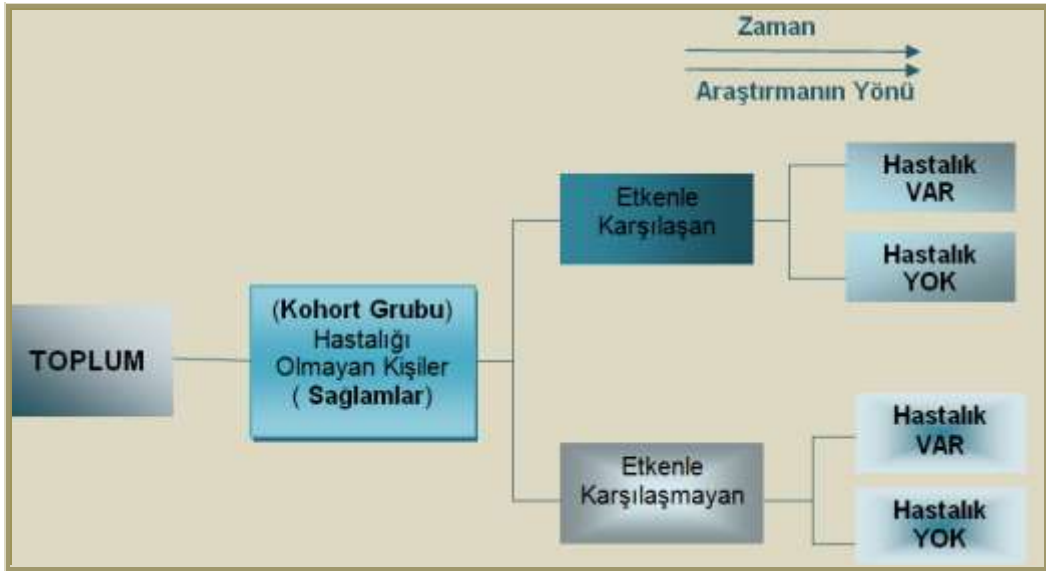 Zaman
Araştırmanın Yönü
Hastalık
VAR
Etkenle
Karşılaşan
Hastalık
YOK
(Kohort Grubu)
Hastalığı
Olmayan Kişiler
( Sağlamlar)
TOPLUM
Hastalık
VAR
Etkenle
Karşılaşmayan
Hastalık
YOK